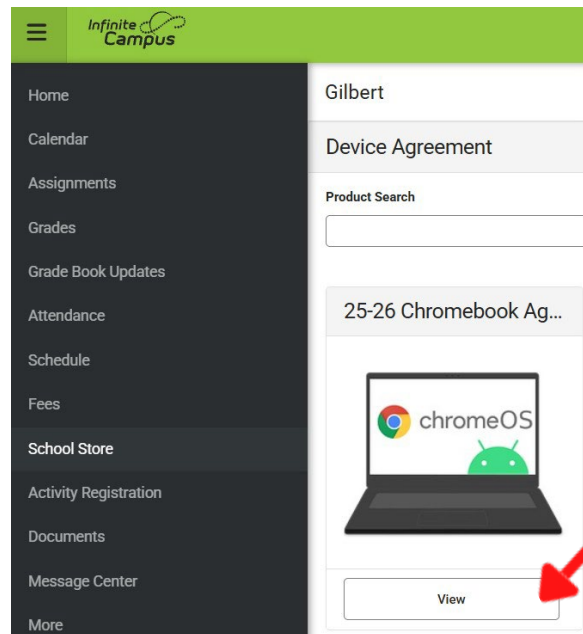 Infinite
Campus
Home
Calendar
Assignments
Grades
Grade Book Updates
Attendance
Schedule
Fees
School Store
Activity Registration
Documents
Message Center
More
Gilbert
Device Agreement
Product Search
25-26 Chromebook Ag...
chromeOS
View